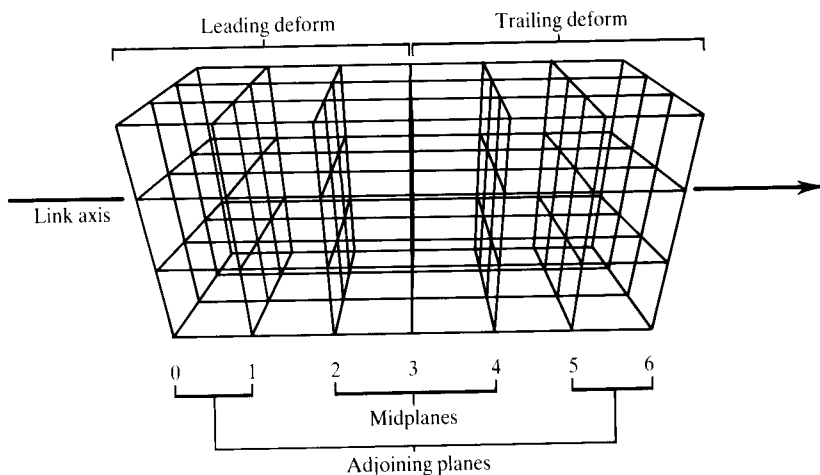 Leading deform Trailing deform
Link axis
0 1 2 3 4 5 6
Midplanes
Adjoining planes